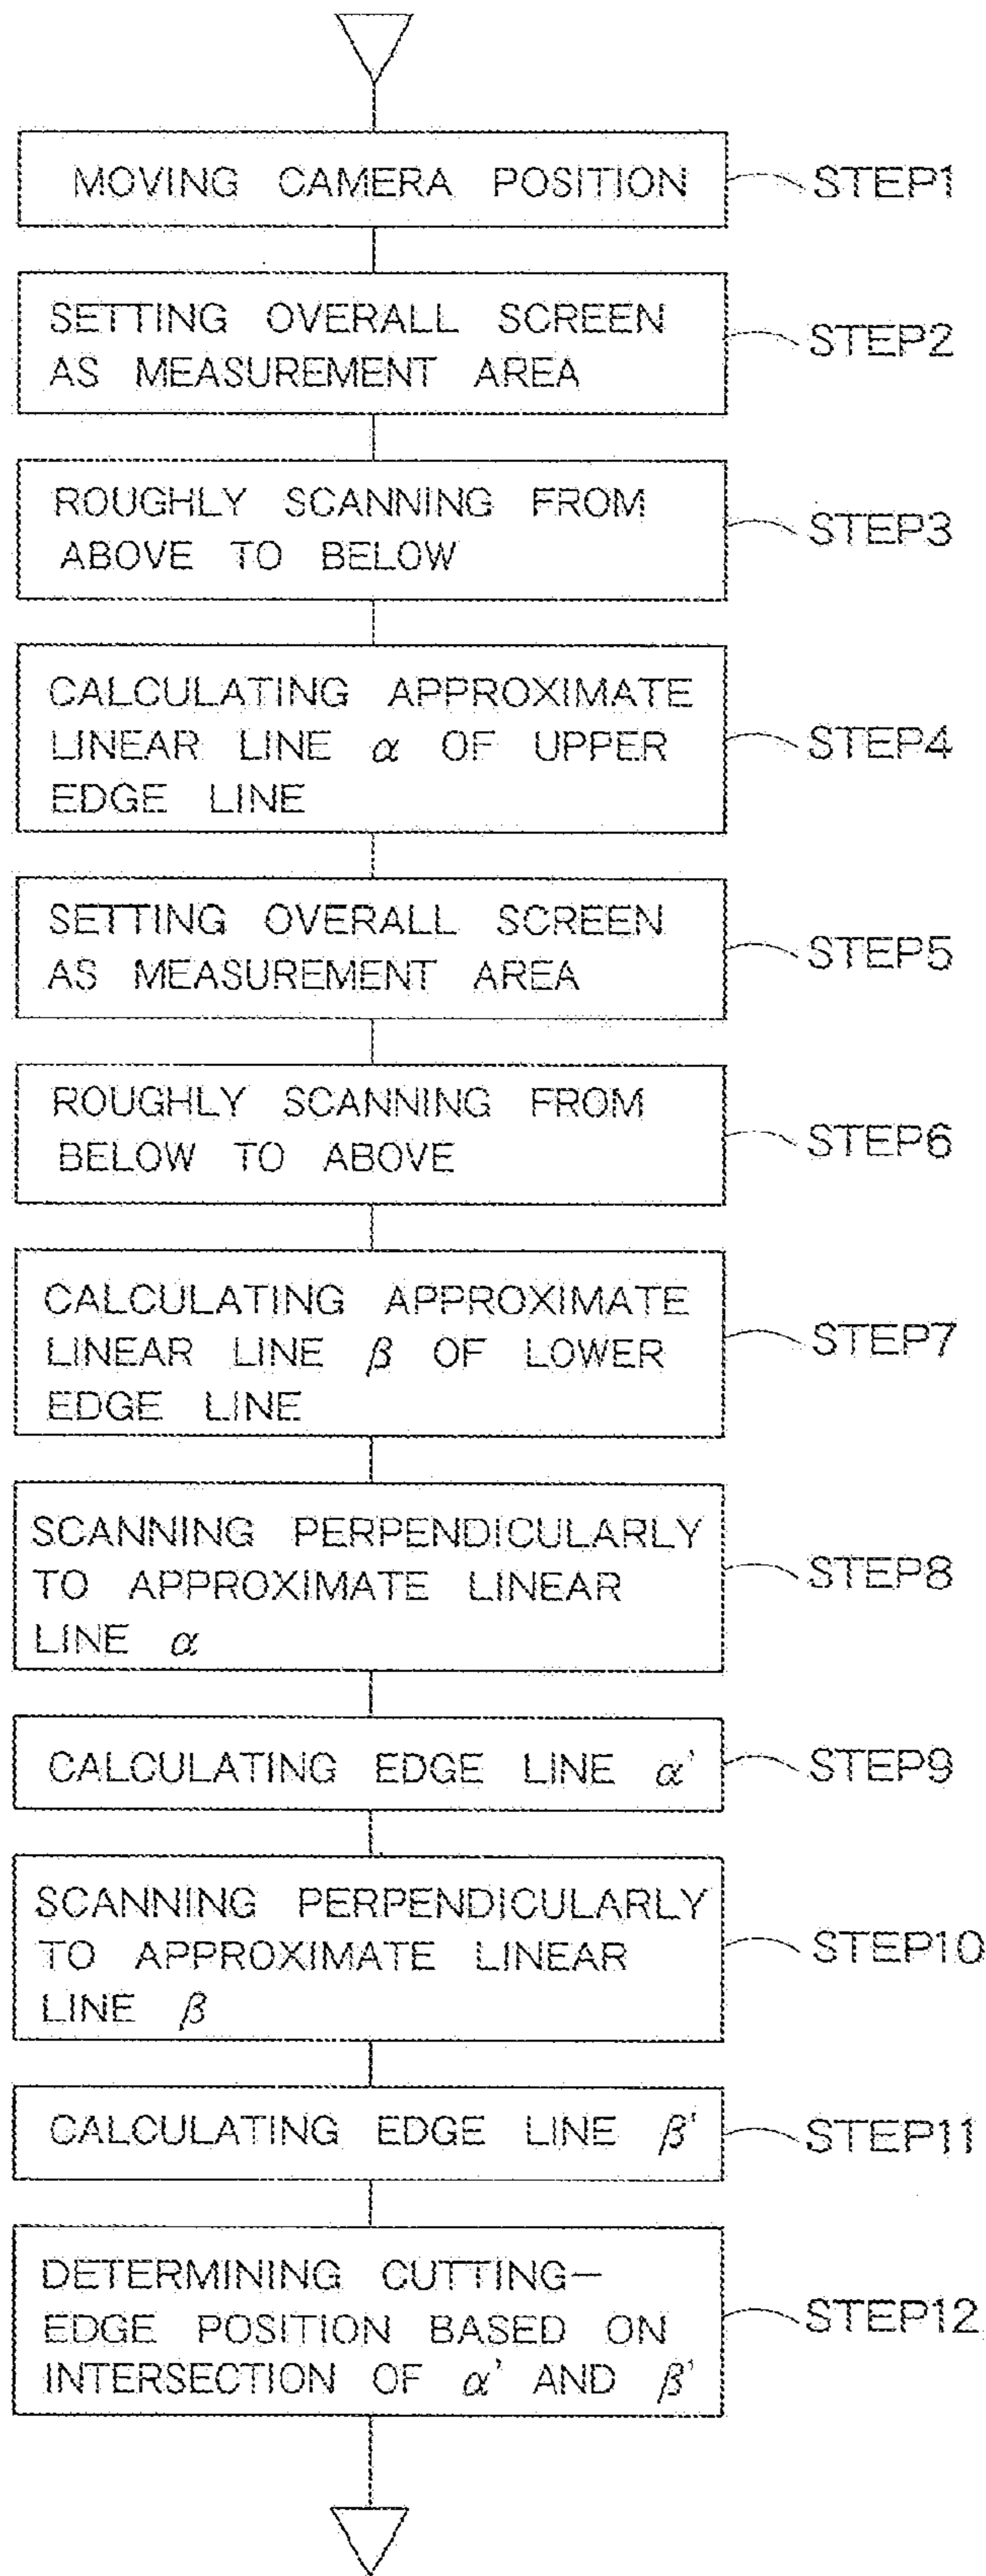 MOVING CAMERA POSITION
STEP1
SETTING OVERALL SCREEN
AS MEASUREMENT AREA
STEP2
ROUGHLY SCANNING FROM
ABOVE TO BELOW
STEP3
CALCULATING APPROXIMATE
LINEAR LINE α OF UPPER
EDGE LINE
STEP4
SETTING OVERALL SCREEN
AS MEASUREMENT AREA
STEP5
ROUGHLY SCANNING FROM
BELOW TO ABOVE
STEP6
CALCULATING APPROXIMATE
LINEAR LINE β OF LOWER
EDGE LINE
STEP7
SCANNING PERPENDICULARLY
TO APPROXIMATE LINEAR
LINE α
STEP8
CALCULATING EDGE LINE α'
STEP9
SCANNING PERPENDICULARLY
TO APPROXIMATE LINEAR
LINE β
STEP10
CALCULATING EDGE LINE β'
STEP11
DETERMINING CUTTING-
EDGE POSITION BASED ON
INTERSECTION OF α' AND β'
STEP12